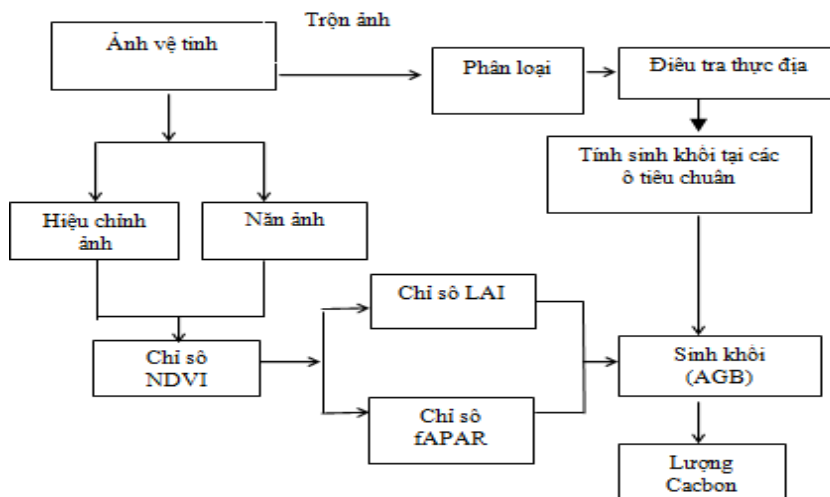 Trộn ảnh
Ảnh vệ tinh
Phân loại
Điều tra thực địa
Tính sinh khối tại các
ô tiêu chuẩn
Hiệu chỉnh
ảnh
Nắn ảnh
Chỉ số LAI
Chỉ số
NDVI
Sinh khối
(AGB)
Chỉ số
fAPAR
Lượng
Cacbon